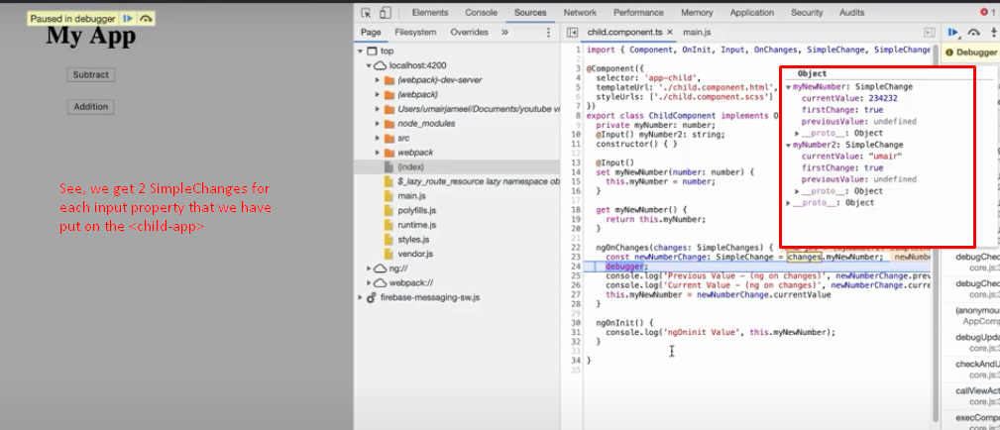 Paused in debugger
My App
Subtract
Addition
See, we get 2 SimpleChanges for
each input property that we have
put on the <child-app>
Elements Console Sources Network Performance Memory Application Security Audits 1
Page Filesystem Overrides »
top
localhost:4200
(webpack)-dev-server
(webpack)
Users/umairjameel/Documents/youtube vi
node_modules
src
webpack
(index)
$_lazy_route_resource lazy namespace ob
main.js
polyfills.js
runtime.js
styles.js
vendor.js
ng://
webpack://
firebase-messaging-sw.js
child.component.ts × main.js
1 import { Component, OnInit, Input, OnChanges, SimpleChange, SimpleChange
2
3 @Component({
4 selector: 'app-child',
5 templateUrl: './child.component.html',
6 styleUrls: ['./child.component.scss']
7 })
8 export class ChildComponent implements O
9 private myNumber: number;
10 @Input() myNumber2: string;
11 constructor() { }
12
13 @Input()
14 set myNewNumber(number: number) {
15 this.myNumber = number;
16 }
17
18 get myNewNumber() {
19 return this.myNumber;
20 }
21
22 ngOnChanges(changes: SimpleChanges) {
23 const newNumberChange: SimpleChange = changes.myNewNumber; newNumb
24 debugger;
25 console.log('Previous Value - (ng on changes)', newNumberChange.prev
26 console.log('Current Value - (ng on changes)', newNumberChange.curre
27 this.myNewNumber = newNumberChange.currentValue
28 }
29
30 ngOnInit() {
31 console.log('ngOninit Value', this.myNewNumber);
32 }
33
34 }
35
Object
myNewNumber: SimpleChange
currentValue: 234232
firstChange: true
previousValue: undefined
__proto__: Object
myNumber2: SimpleChange
currentValue: "umair"
firstChange: true
previousValue: undefined
__proto__: Object
__proto__: Object
Debugger
debugChec
core.js:
debugChec
core.js:
(anonymous
AppComp
debugUpda
core.js:3
checkAndU
core.js:
callViewAct
core.js:
execCompo